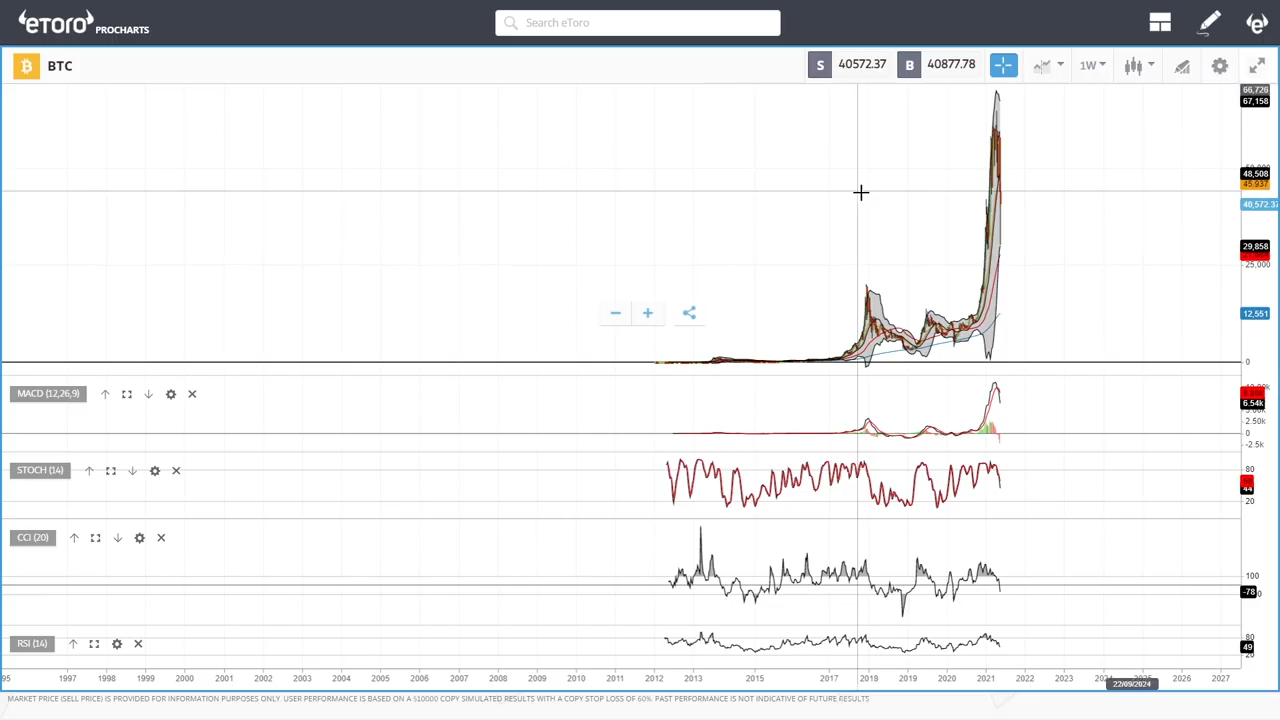 eToro PROCHARTS
Search eToro
BTC
S 40572.37 B 40877.78
1W
66,726
67,158
48,508
45,937
40,572.37
29,858
25,000
12,551
0
MACD (12,26,9)
6.54k
2.50k
0
-2.5k
STOCH (14)
80
44
20
CCI (20)
100
-78
RSI (14)
80
49
20
95 1997 1998 1999 2000 2001 2002 2003 2004 2005 2006 2007 2008 2009 2010 2011 2012 2013 2015 2017 2018 2019 2020 2021 2022 2023 2024 2025 2026 2027
22/09/2024
MARKET PRICE (SELL PRICE) IS PROVIDED FOR INFORMATION PURPOSES ONLY. USER PERFORMANCE IS BASED ON A $10000 COPY SIMULATED RESULTS WITH A COPY STOP LOSS OF 60%. PAST PERFORMANCE IS NOT INDICATIVE OF FUTURE RESULTS